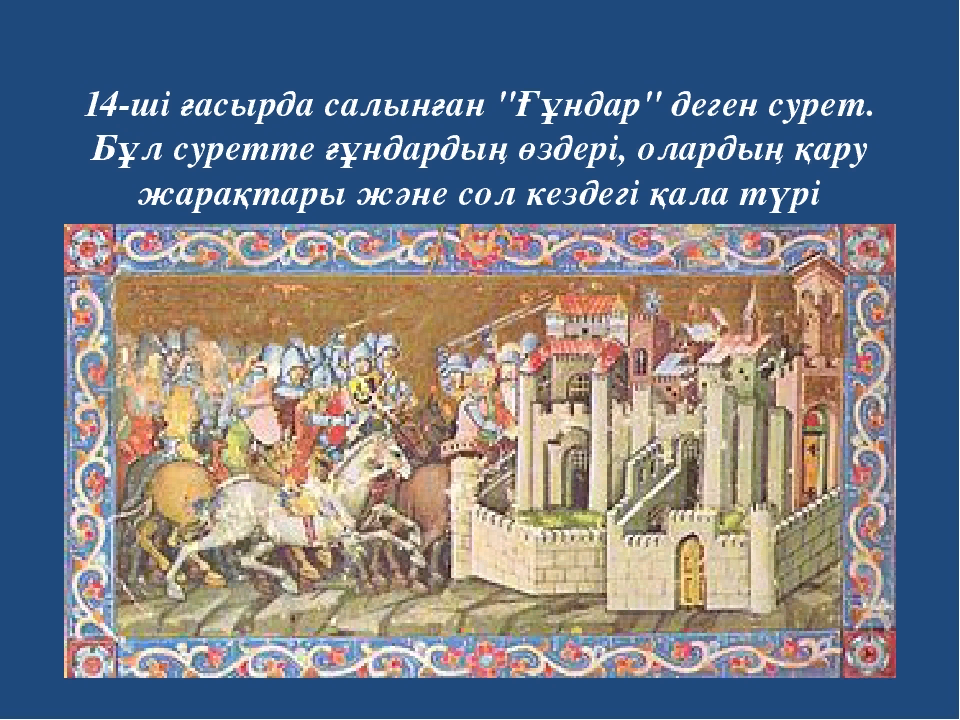 14-ші ғасырда салынған "Ғұндар" деген сурет.
Бұл суретте ғұндардың өздері, олардың қару
жарақтары және сол кездегі қала түрі